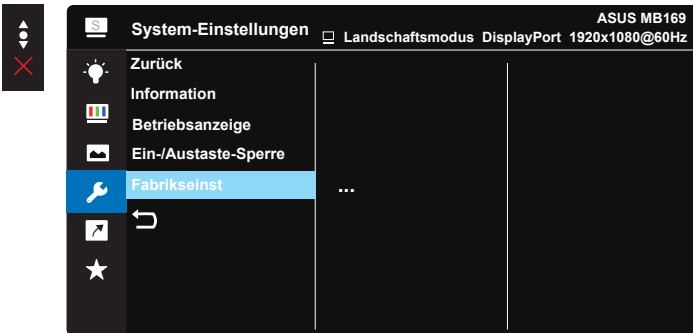 S
System-Einstellungen
ASUS MB169
Landschaftsmodus DisplayPort 1920x1080@60Hz
Zurück
Information
Betriebsanzeige
Ein-/Austaste-Sperre
Fabrikseinst
...